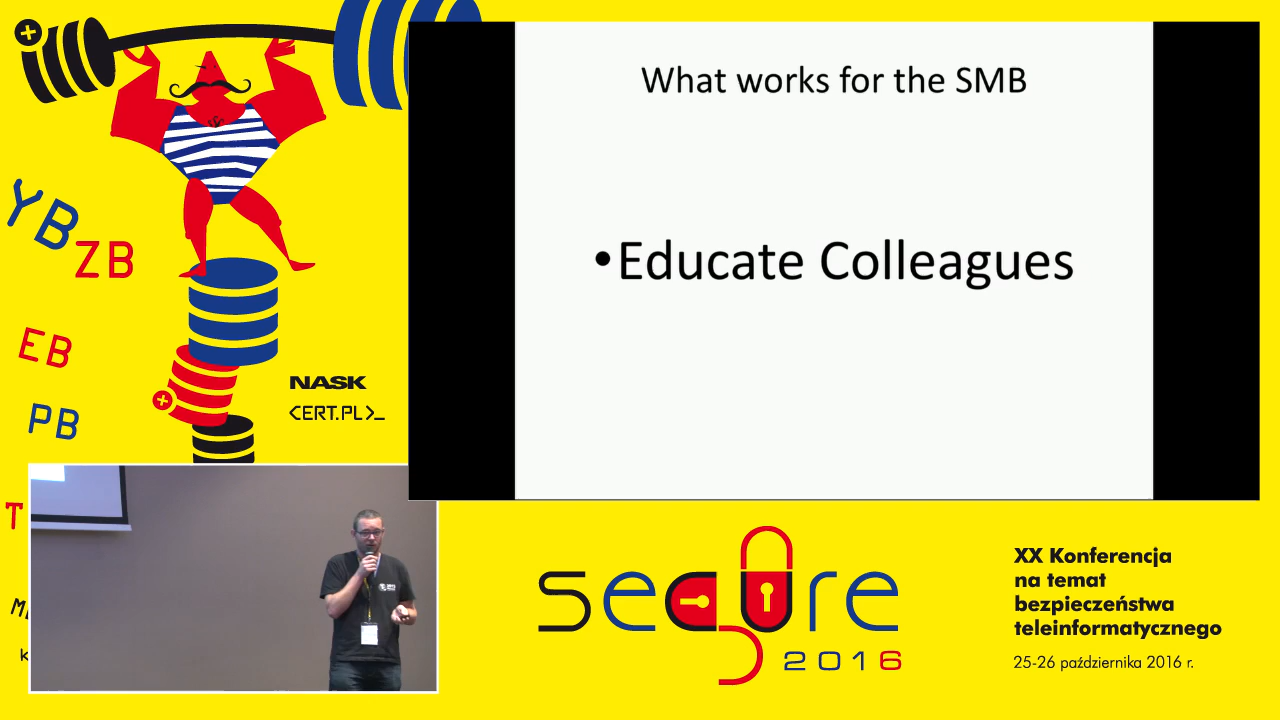 What works for the SMB
•Educate Colleagues
YB
ZB
EB
PB
T
NASK
<CERT.PL>_
secure
2016
XX Konferencja
na temat
bezpieczeństwa
teleinformatycznego
25-26 października 2016 r.